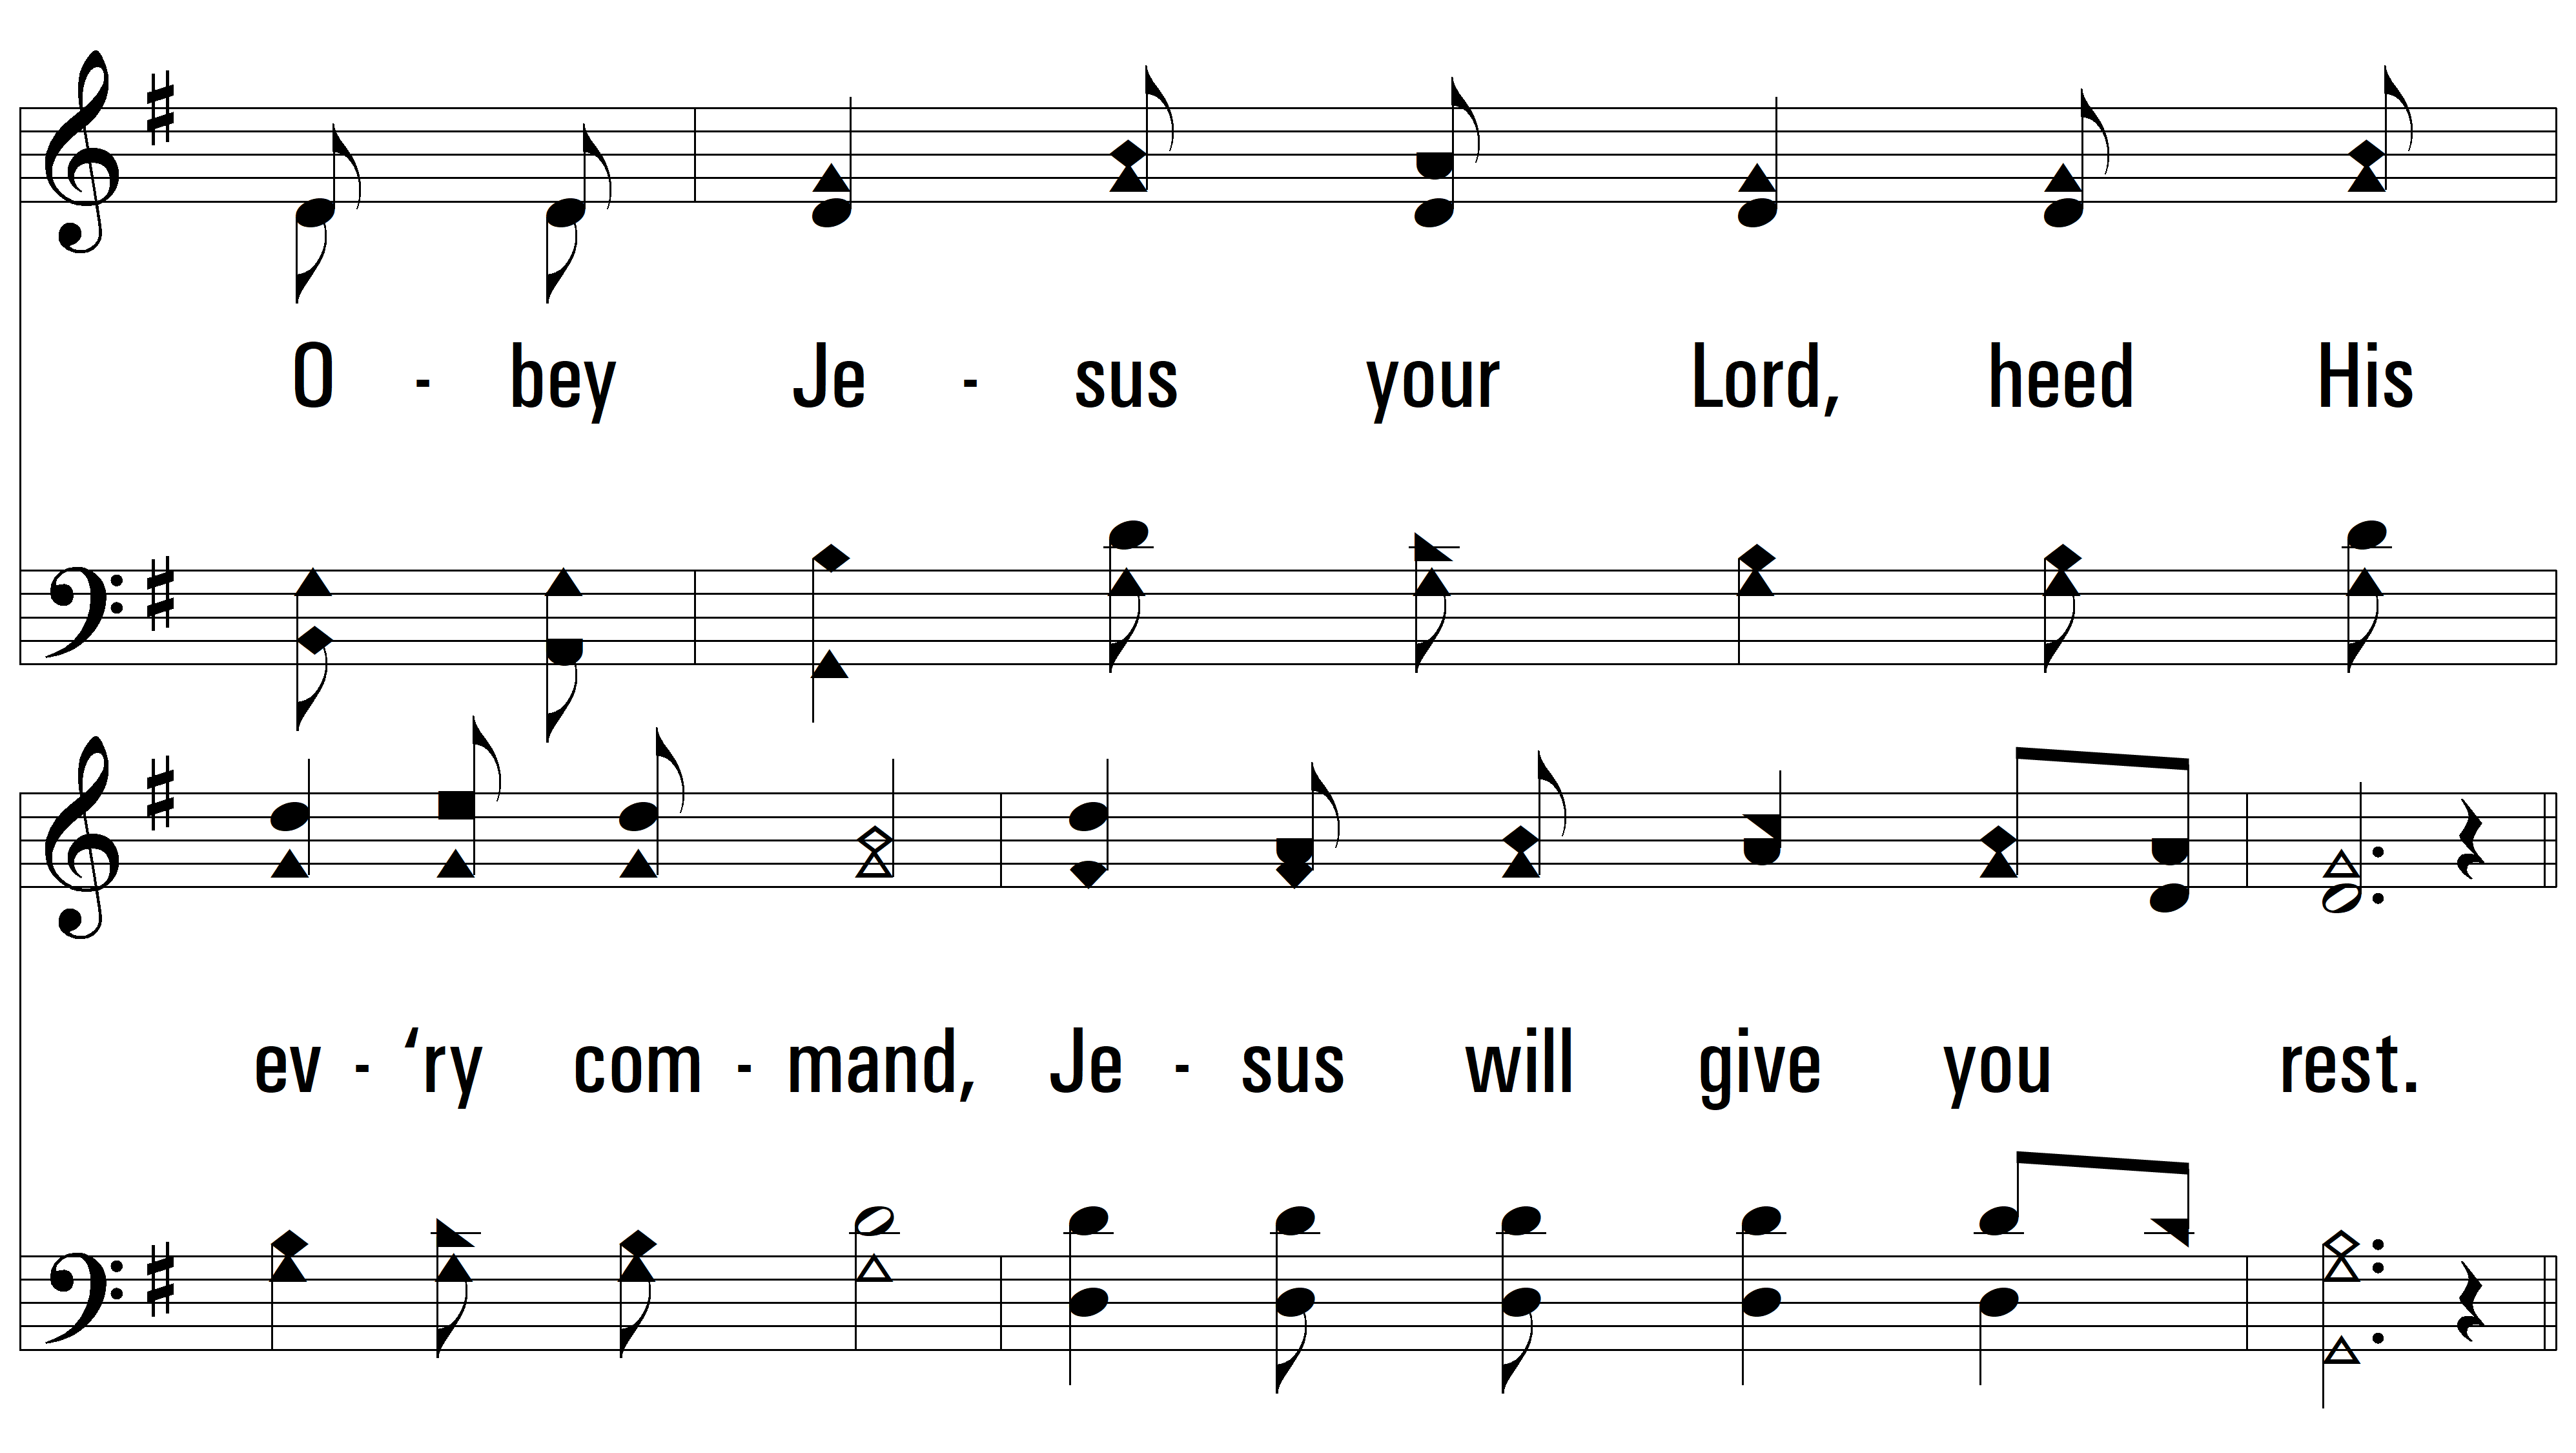 O - bey Je - sus your Lord, heed His
ev - ‘ry com - mand, Je - sus will give you rest.